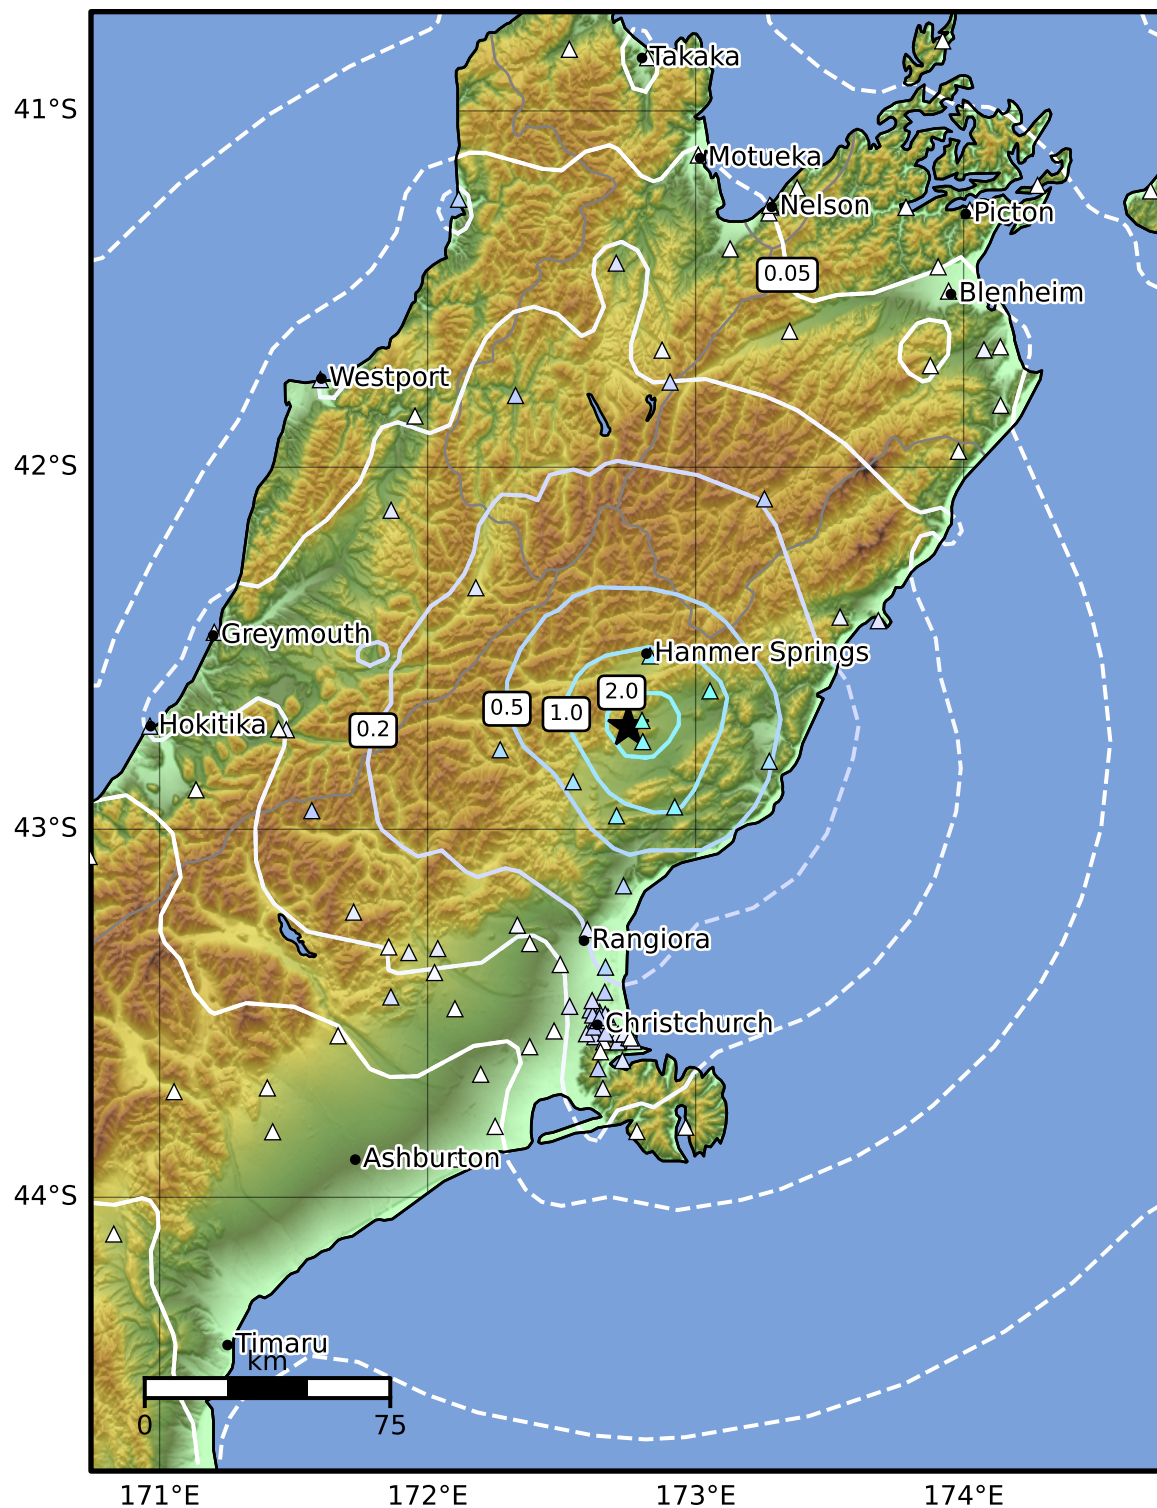 Takaka
41°S
Motueka
Nelson
Picton
0.05
Blenheim
Westport
42°S
Greymouth
Hanmer Springs
2.0
0.5
1.0
0.2
Hokitika
43°S
Rangiora
Christchurch
Ashburton
44°S
Timaru
km
0
75
171°E
172°E
173°E
174°E